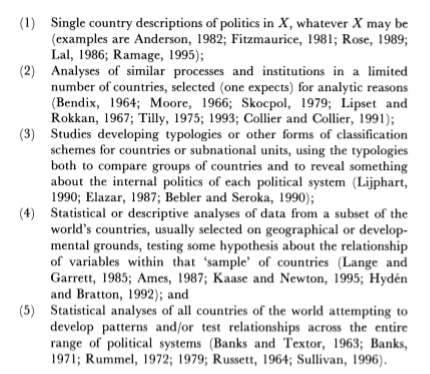 (1) Single country descriptions of politics in X, whatever X may be
(examples are Anderson, 1982; Fitzmaurice, 1981; Rose, 1989;
Lal, 1986; Ramage, 1995);
(2) Analyses of similar processes and institutions in a limited
number of countries, selected (one expects) for analytic reasons
(Bendix, 1964; Moore, 1966; Skocpol, 1979; Lipset and
Rokkan, 1967; Tilly, 1975; 1993; Collier and Collier, 1991);
(3) Studies developing typologies or other forms of classification
schemes for countries or subnational units, using the typologies
both to compare groups of countries and to reveal something
about the internal politics of each political system (Lijphart,
1990; Elazar, 1987; Bebler and Seroka, 1990);
(4) Statistical or descriptive analyses of data from a subset of the
world's countries, usually selected on geographical or develop-
mental grounds, testing some hypothesis about the relationship
of variables within that 'sample' of countries (Lange and
Garrett, 1985; Ames, 1987; Kaase and Newton, 1995; Hydén
and Bratton, 1992); and
(5) Statistical analyses of all countries of the world attempting to
develop patterns and/or test relationships across the entire
range of political systems (Banks and Textor, 1963; Banks,
1971; Rummel, 1972; 1979; Russett, 1964; Sullivan, 1996).